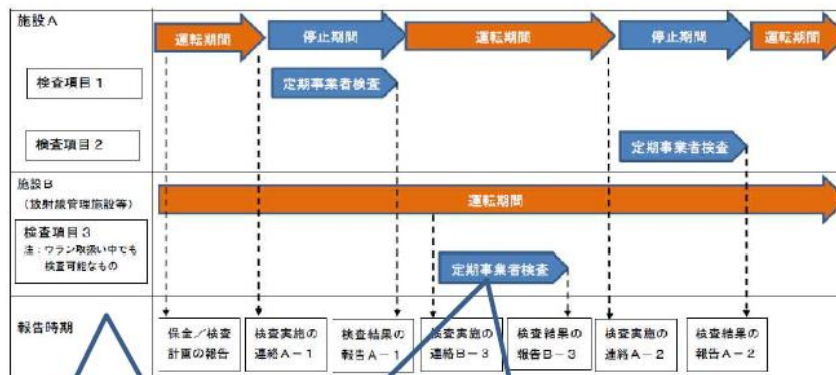 施設A
運転期間
停止期間
運転期間
停止期間
運転期間
検査項目1
定期事業者検査
検査項目2
定期事業者検査
施設B
(放射線管理施設等)
運転期間
検査項目3
注:ウラン取扱い中でも
検査可能なもの
定期事業者検査
報告時期
保全/検査
計画の報告
検査実施の
連絡A-1
検査結果の
報告A-1
検査実施の
連絡B-3
検査結果の
報告B-3
検査実施の
連絡A-2
検査結果の
報告A-2